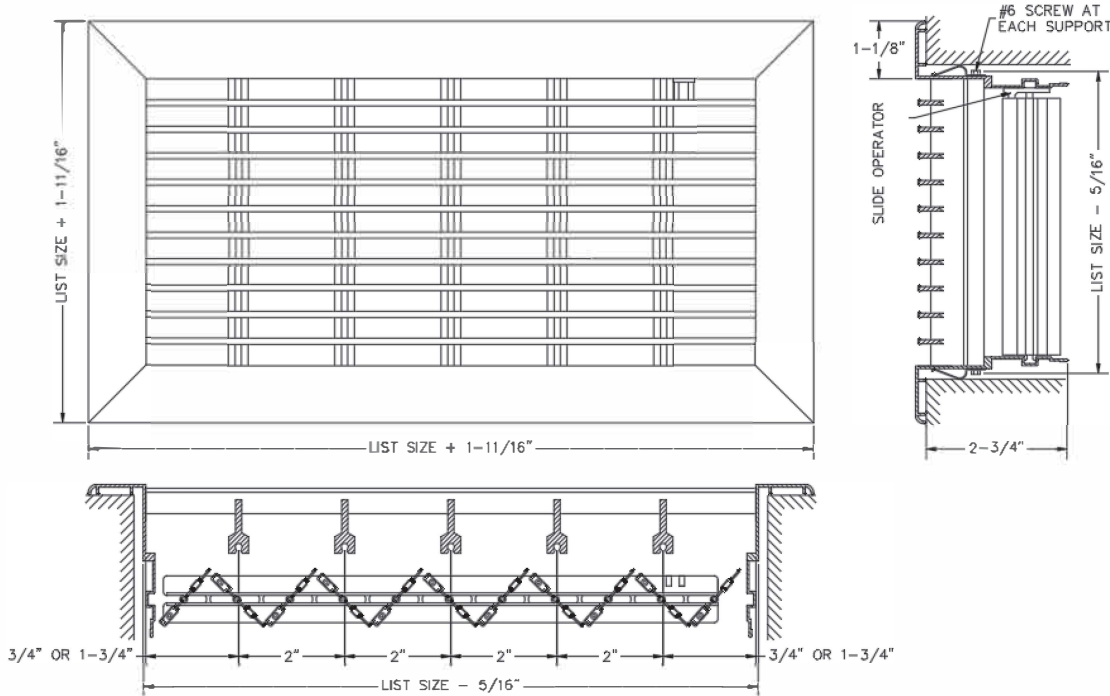 #6 SCREW AT
EACH SUPPORT
1-1/8"
LIST SIZE + 1-11/16"
SLIDE OPERATOR
LIST SIZE - 5/16"
LIST SIZE + 1-11/16"
2-3/4"
3/4" OR 1-3/4"
2"
2"
2"
2"
3/4" OR 1-3/4"
LIST SIZE - 5/16"